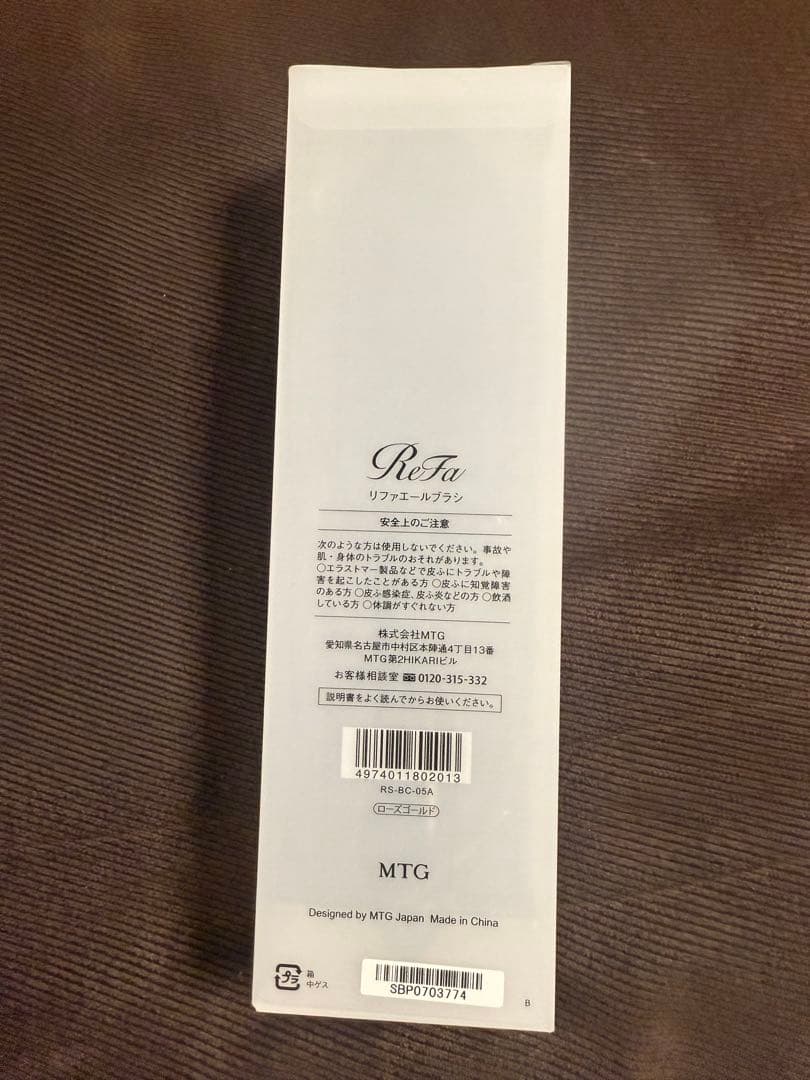 ReFa
リファエールブラシ
安全上のご注意
次のような方は使用しないでください。事故や
肌・身体のトラブルのおそれがあります。
○エラストマー製品などで皮ふにトラブルや障
害を起こしたことがある方 ○皮ふに知覚障害
のある方 ○皮ふ感染症、皮ふ炎などの方 ○飲酒
している方 ○体調がすぐれない方
株式会社MTG
愛知県名古屋市中村区本陣通4丁目13番
MTG第2HIKARIビル
お客様相談室 0120-315-332
説明書をよく読んでからお使いください。
4974011802013
RS-BC-05A
ローズゴールド
MTG
Designed by MTG Japan Made in China
プラ 箱
中ゲス
SBP0703774
B